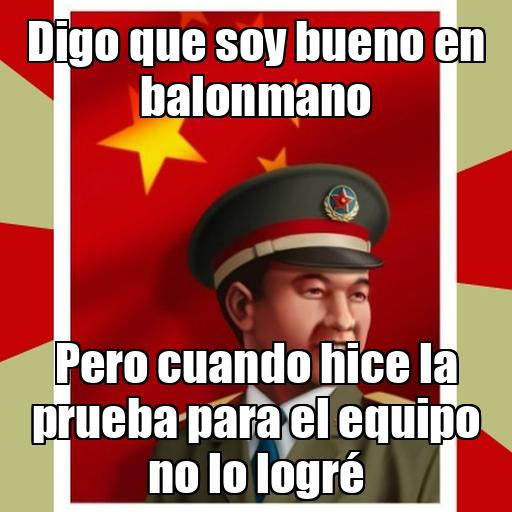 Digo que soy bueno en
balonmano
Pero cuando hice la
prueba para el equipo
no lo logré